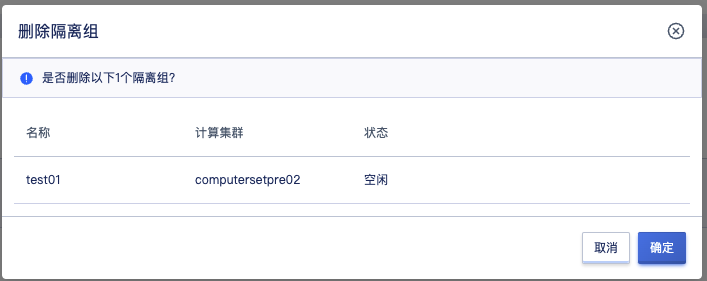 删除隔离组
是否删除以下1个隔离组?
名称 计算集群 状态
test01 computersetpre02 空闲
取消 确定